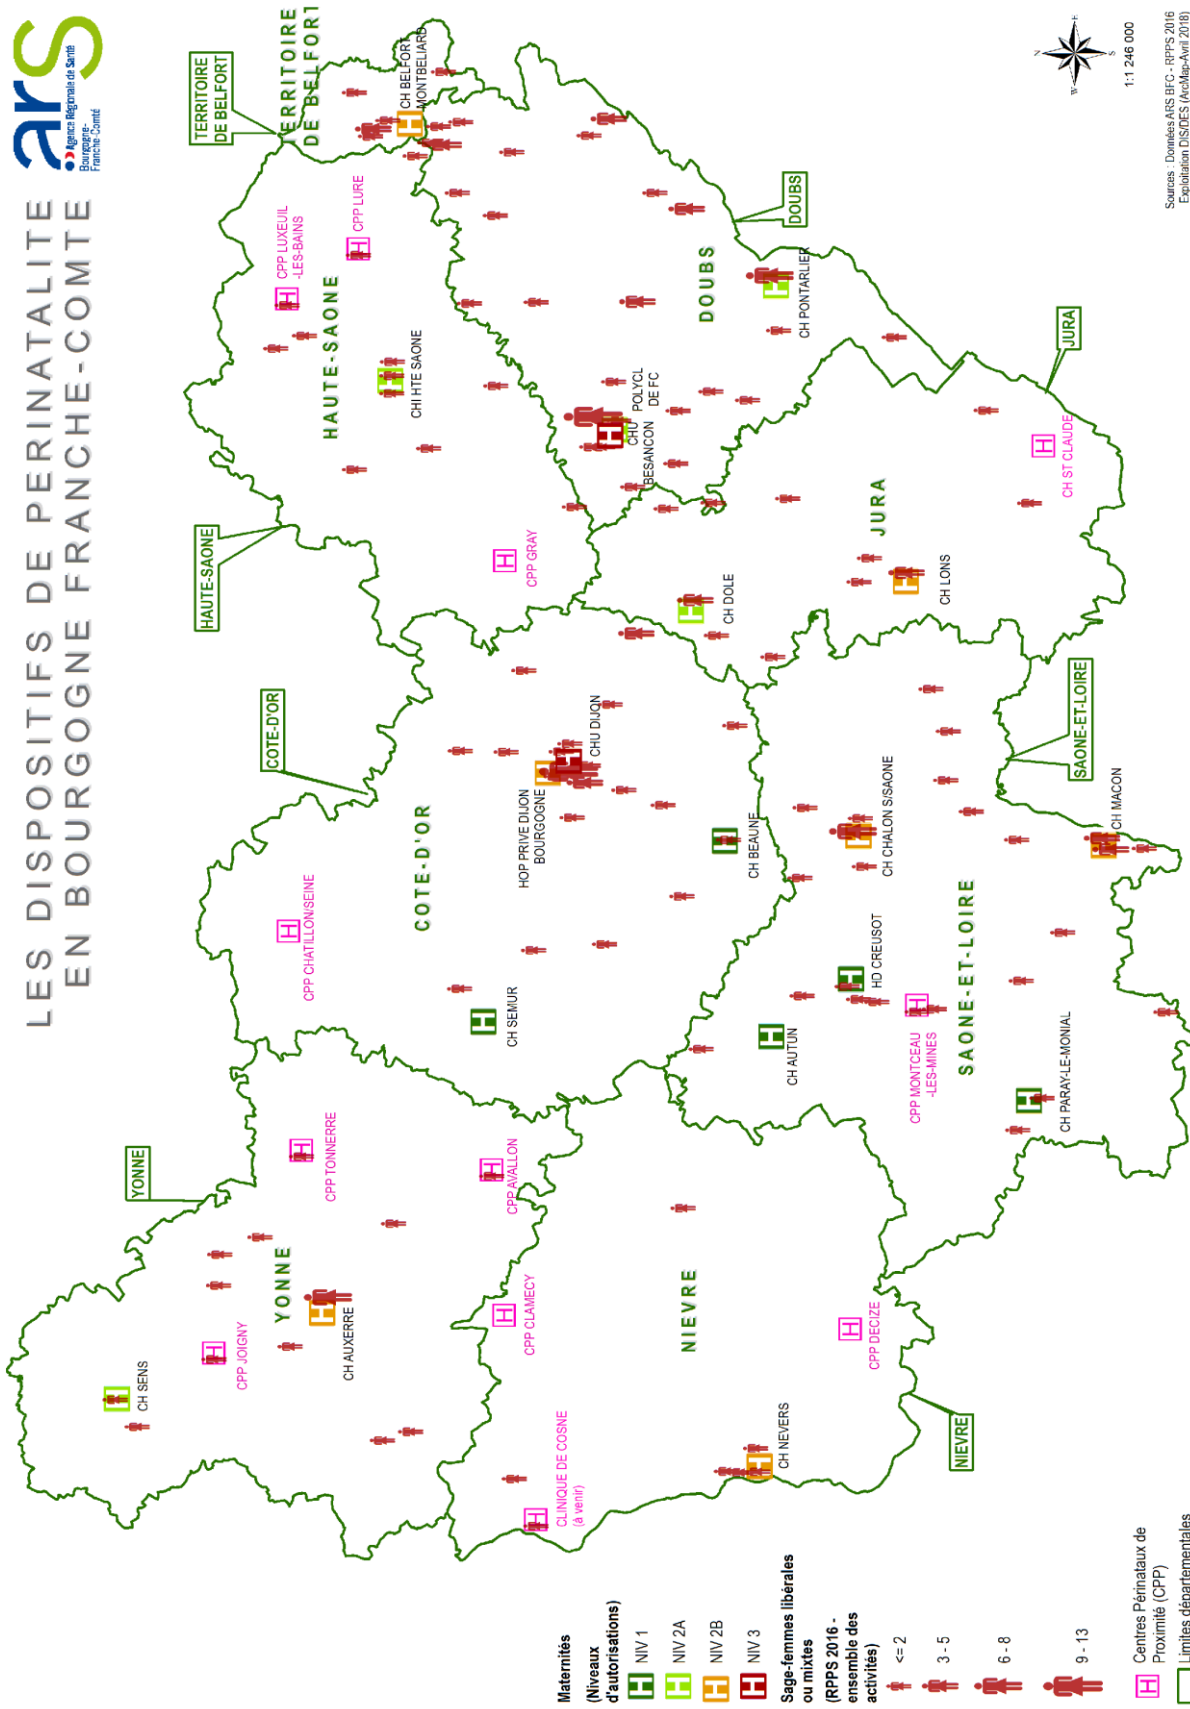 LES DISPOSITIFS DE PERINATALITE
EN BOURGOGNE FRANCHE-COMTE
ars
Agence Régionale de Santé
Bourgogne-
Franche-Comté
YONNE
COTE-D'OR
HAUTE-SAONE
TERRITOIRE
DE BELFORT
CH SENS
CPP JOIGNY
YONNE
CPP TONNERRE
CH AUXERRE
CPP AVALLON
CPP CHATILLON/SEINE
COTE-D'OR
CH SEMUR
HOP PRIVE DIJON
BOURGOGNE
CHU DIJON
CH BEAUNE
CPP LUXEUIL
-LES-BAINS
CPP LURE
HAUTE-SAONE
CHI HTE SAONE
CPP GRAY
TERRITOIRE
DE BELFORT
CH BELFORT
MONTBELIARD
CHU
BESANCON
POLYCL
DE FC
DOUBS
CH PONTARLIER
DOUBS
CH DOLE
JURA
CH LONS
CH ST CLAUDE
JURA
CLINIQUE DE COSNE
(à venir)
CPP CLAMECY
NIEVRE
CH NEVERS
CPP DECIZE
NIEVRE
CH AUTUN
HD CREUSOT
CPP MONTCEAU
-LES-MINES
CH CHALON S/SAONE
SAONE-ET-LOIRE
CH PARAY-LE-MONIAL
CH MACON
SAONE-ET-LOIRE
Maternités
(Niveaux
d'autorisations)
NIV 1
NIV 2A
NIV 2B
NIV 3
Sage-femmes libérales
ou mixtes
(RPPS 2016 -
ensemble des
activités)
<= 2
3 - 5
6 - 8
9 - 13
Centres Périnataux de
Proximité (CPP)
Limites départementales
N
W
E
S
1:1 246 000
Sources : Données ARS BFC - RPPS 2016
Exploitation DIS/DES (ArcMap-Avril 2018)